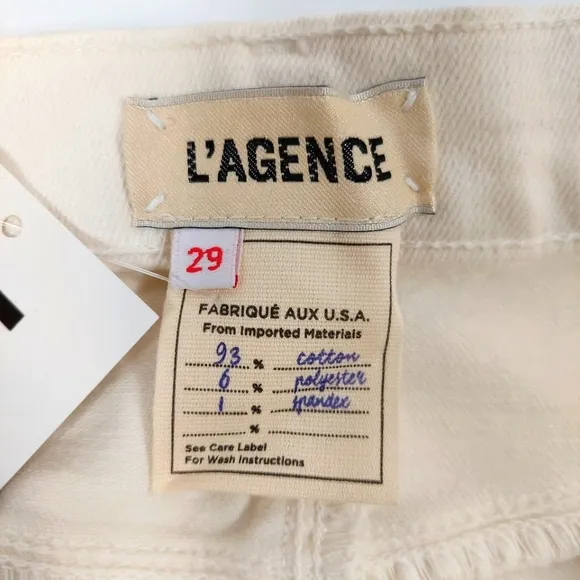 L'AGENCE
29
FABRIQUÉ AUX U.S.A.
From Imported Materials
93 % cotton
6 % polyester
1 % spandex
%
See Care Label
For Wash Instructions